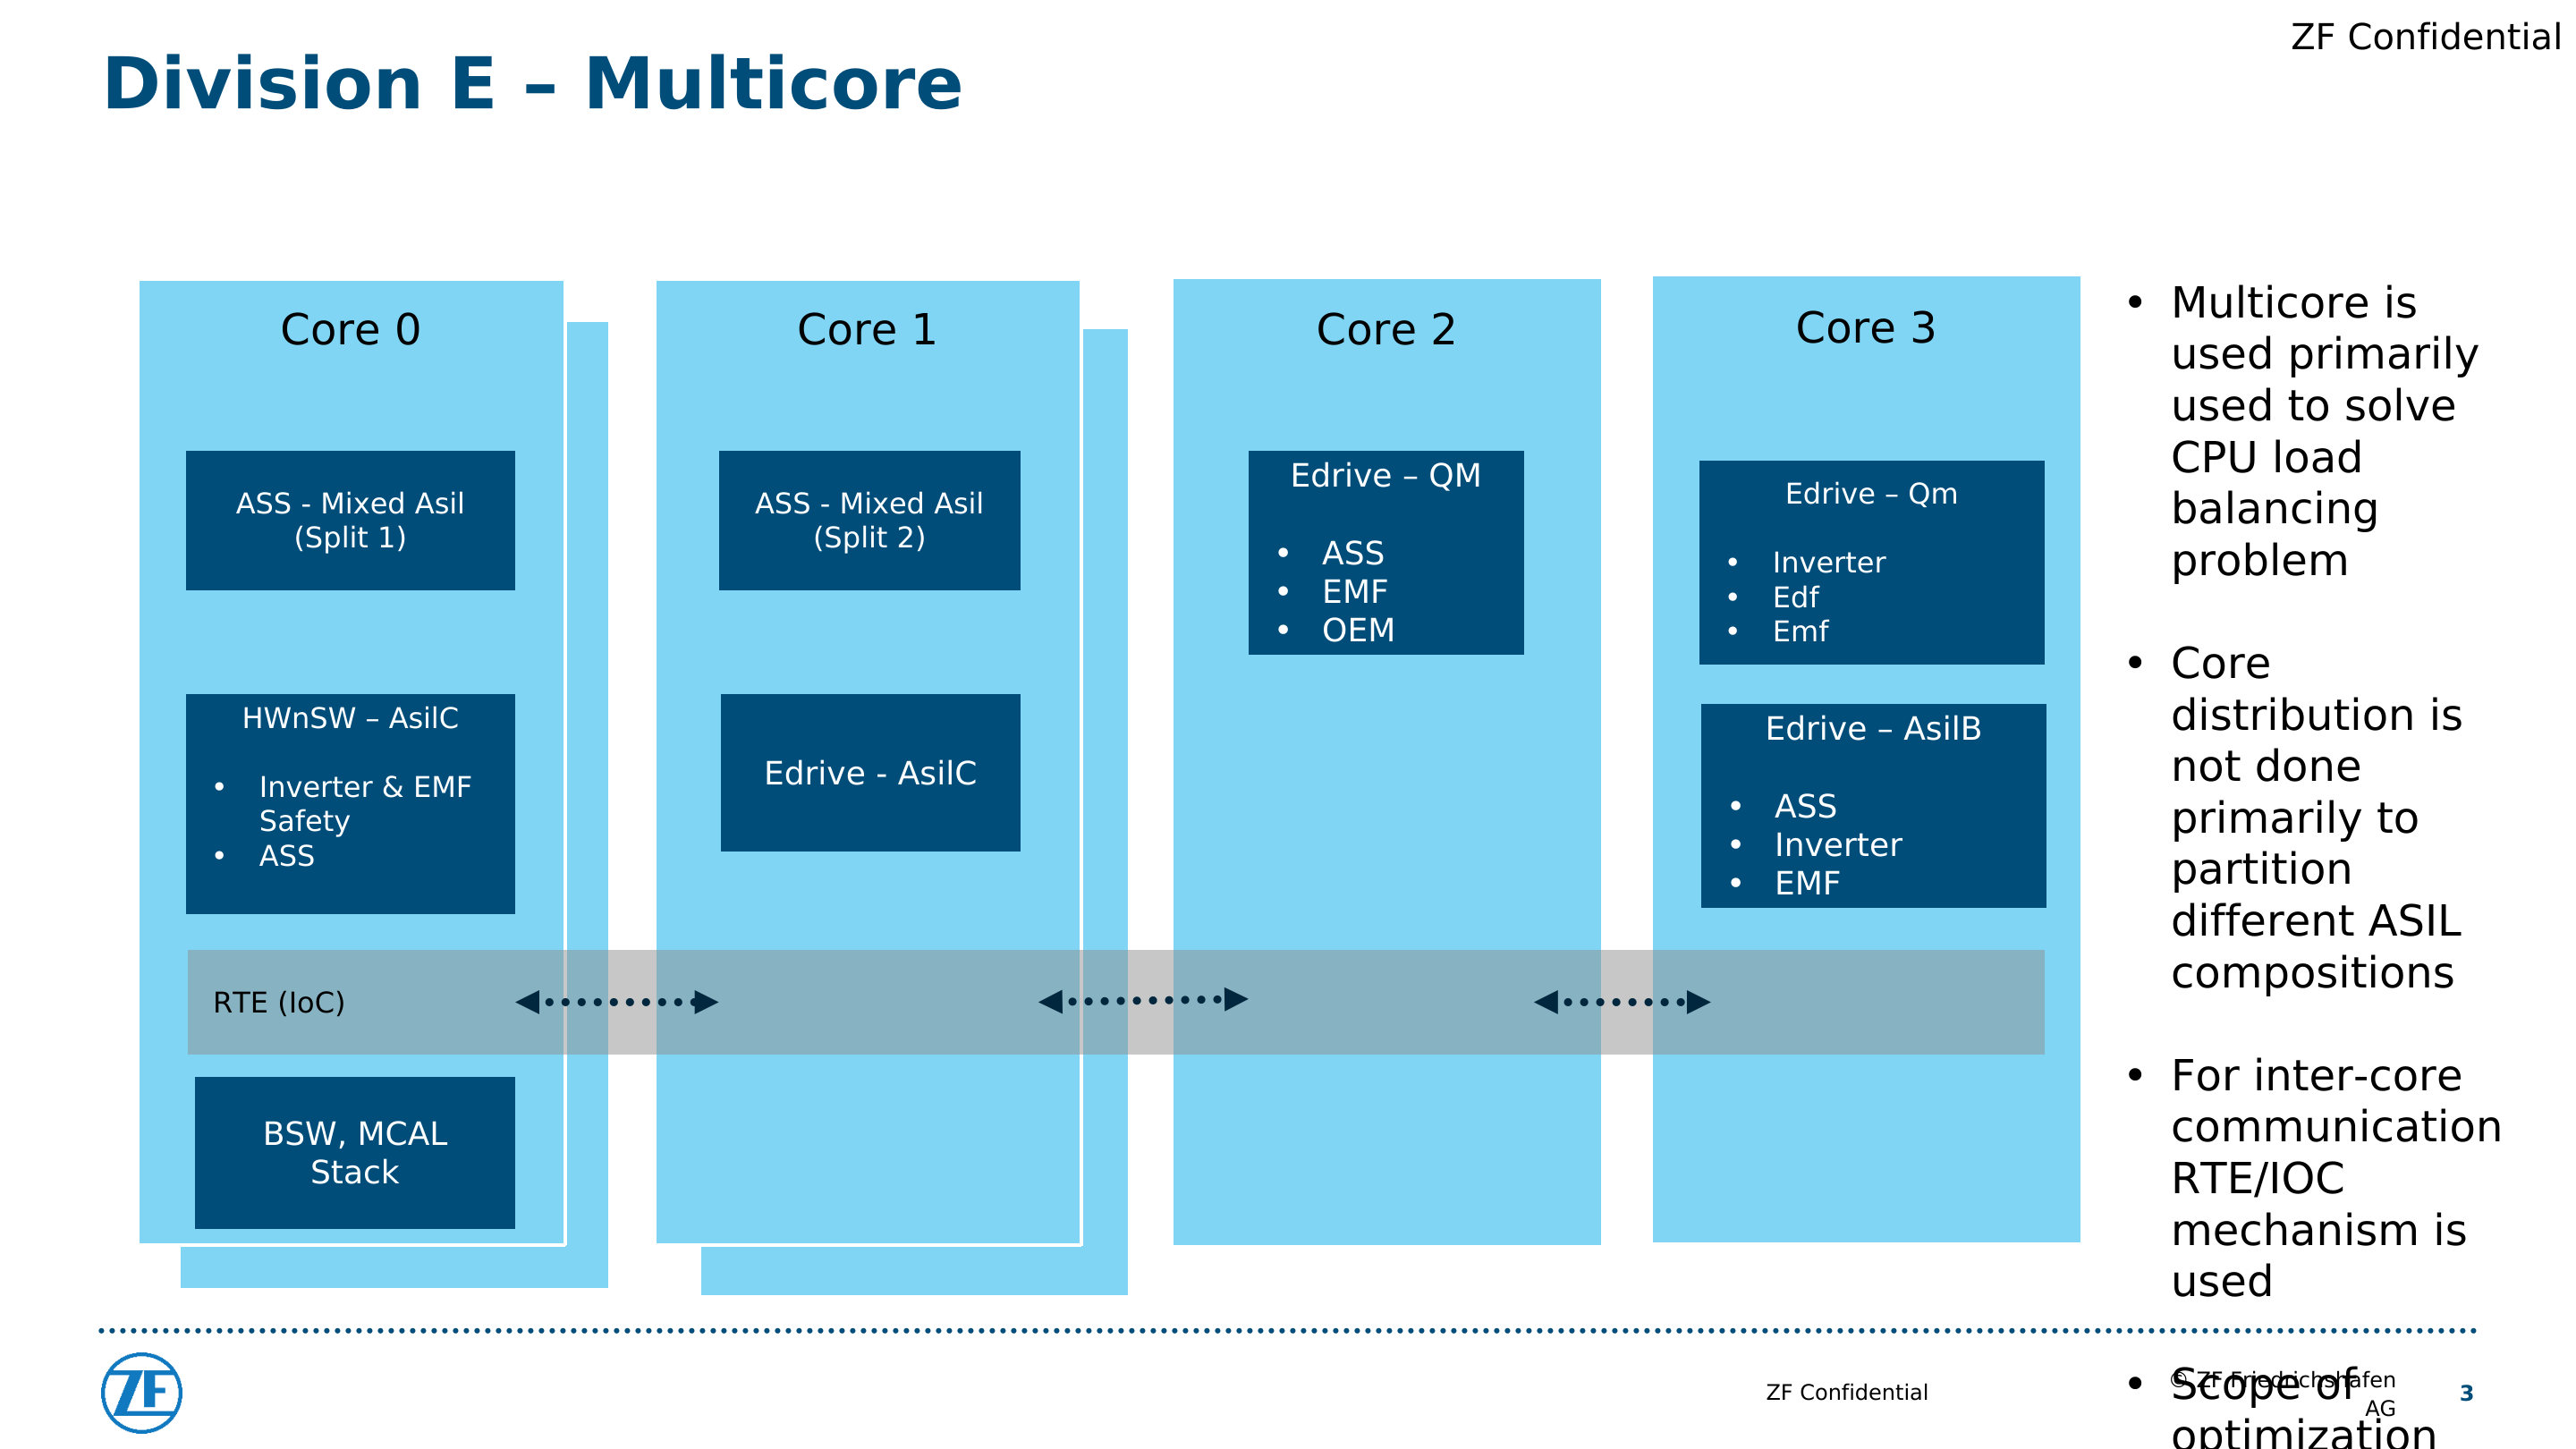 ZF Confidential
Division E – Multicore
Core 0
ASS - Mixed Asil
(Split 1)
HWnSW – AsilC
• Inverter & EMF
Safety
• ASS
RTE (IoC)
BSW, MCAL
Stack
Core 1
ASS - Mixed Asil
(Split 2)
Edrive - AsilC
Core 2
Edrive – QM
• ASS
• EMF
• OEM
Core 3
Edrive – Qm
• Inverter
• Edf
• Emf
Edrive – AsilB
• ASS
• Inverter
• EMF
• Multicore is
used primarily
used to solve
CPU load
balancing
problem
• Core
distribution is
not done
primarily to
partition
different ASIL
compositions
• For inter-core
communication
RTE/IOC
mechanism is
used
• Scope of
optimization
ZF
ZF Confidential
© ZF Friedrichshafen
AG
3